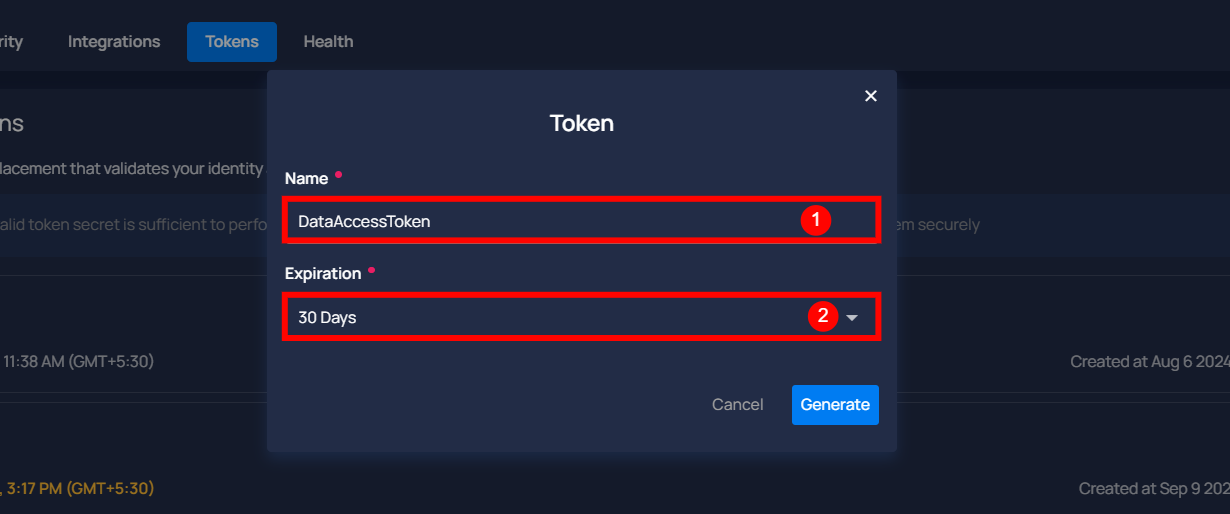 rity Integrations Tokens Health
Token
ns
lacement that validates your identity
Name
DataAccessToken 1
alid token secret is sufficient to perfo em securely
Expiration
30 Days 2
11:38 AM (GMT+5:30) Created at Aug 6 2024
Cancel Generate
, 3:17 PM (GMT+5:30) Created at Sep 9 202